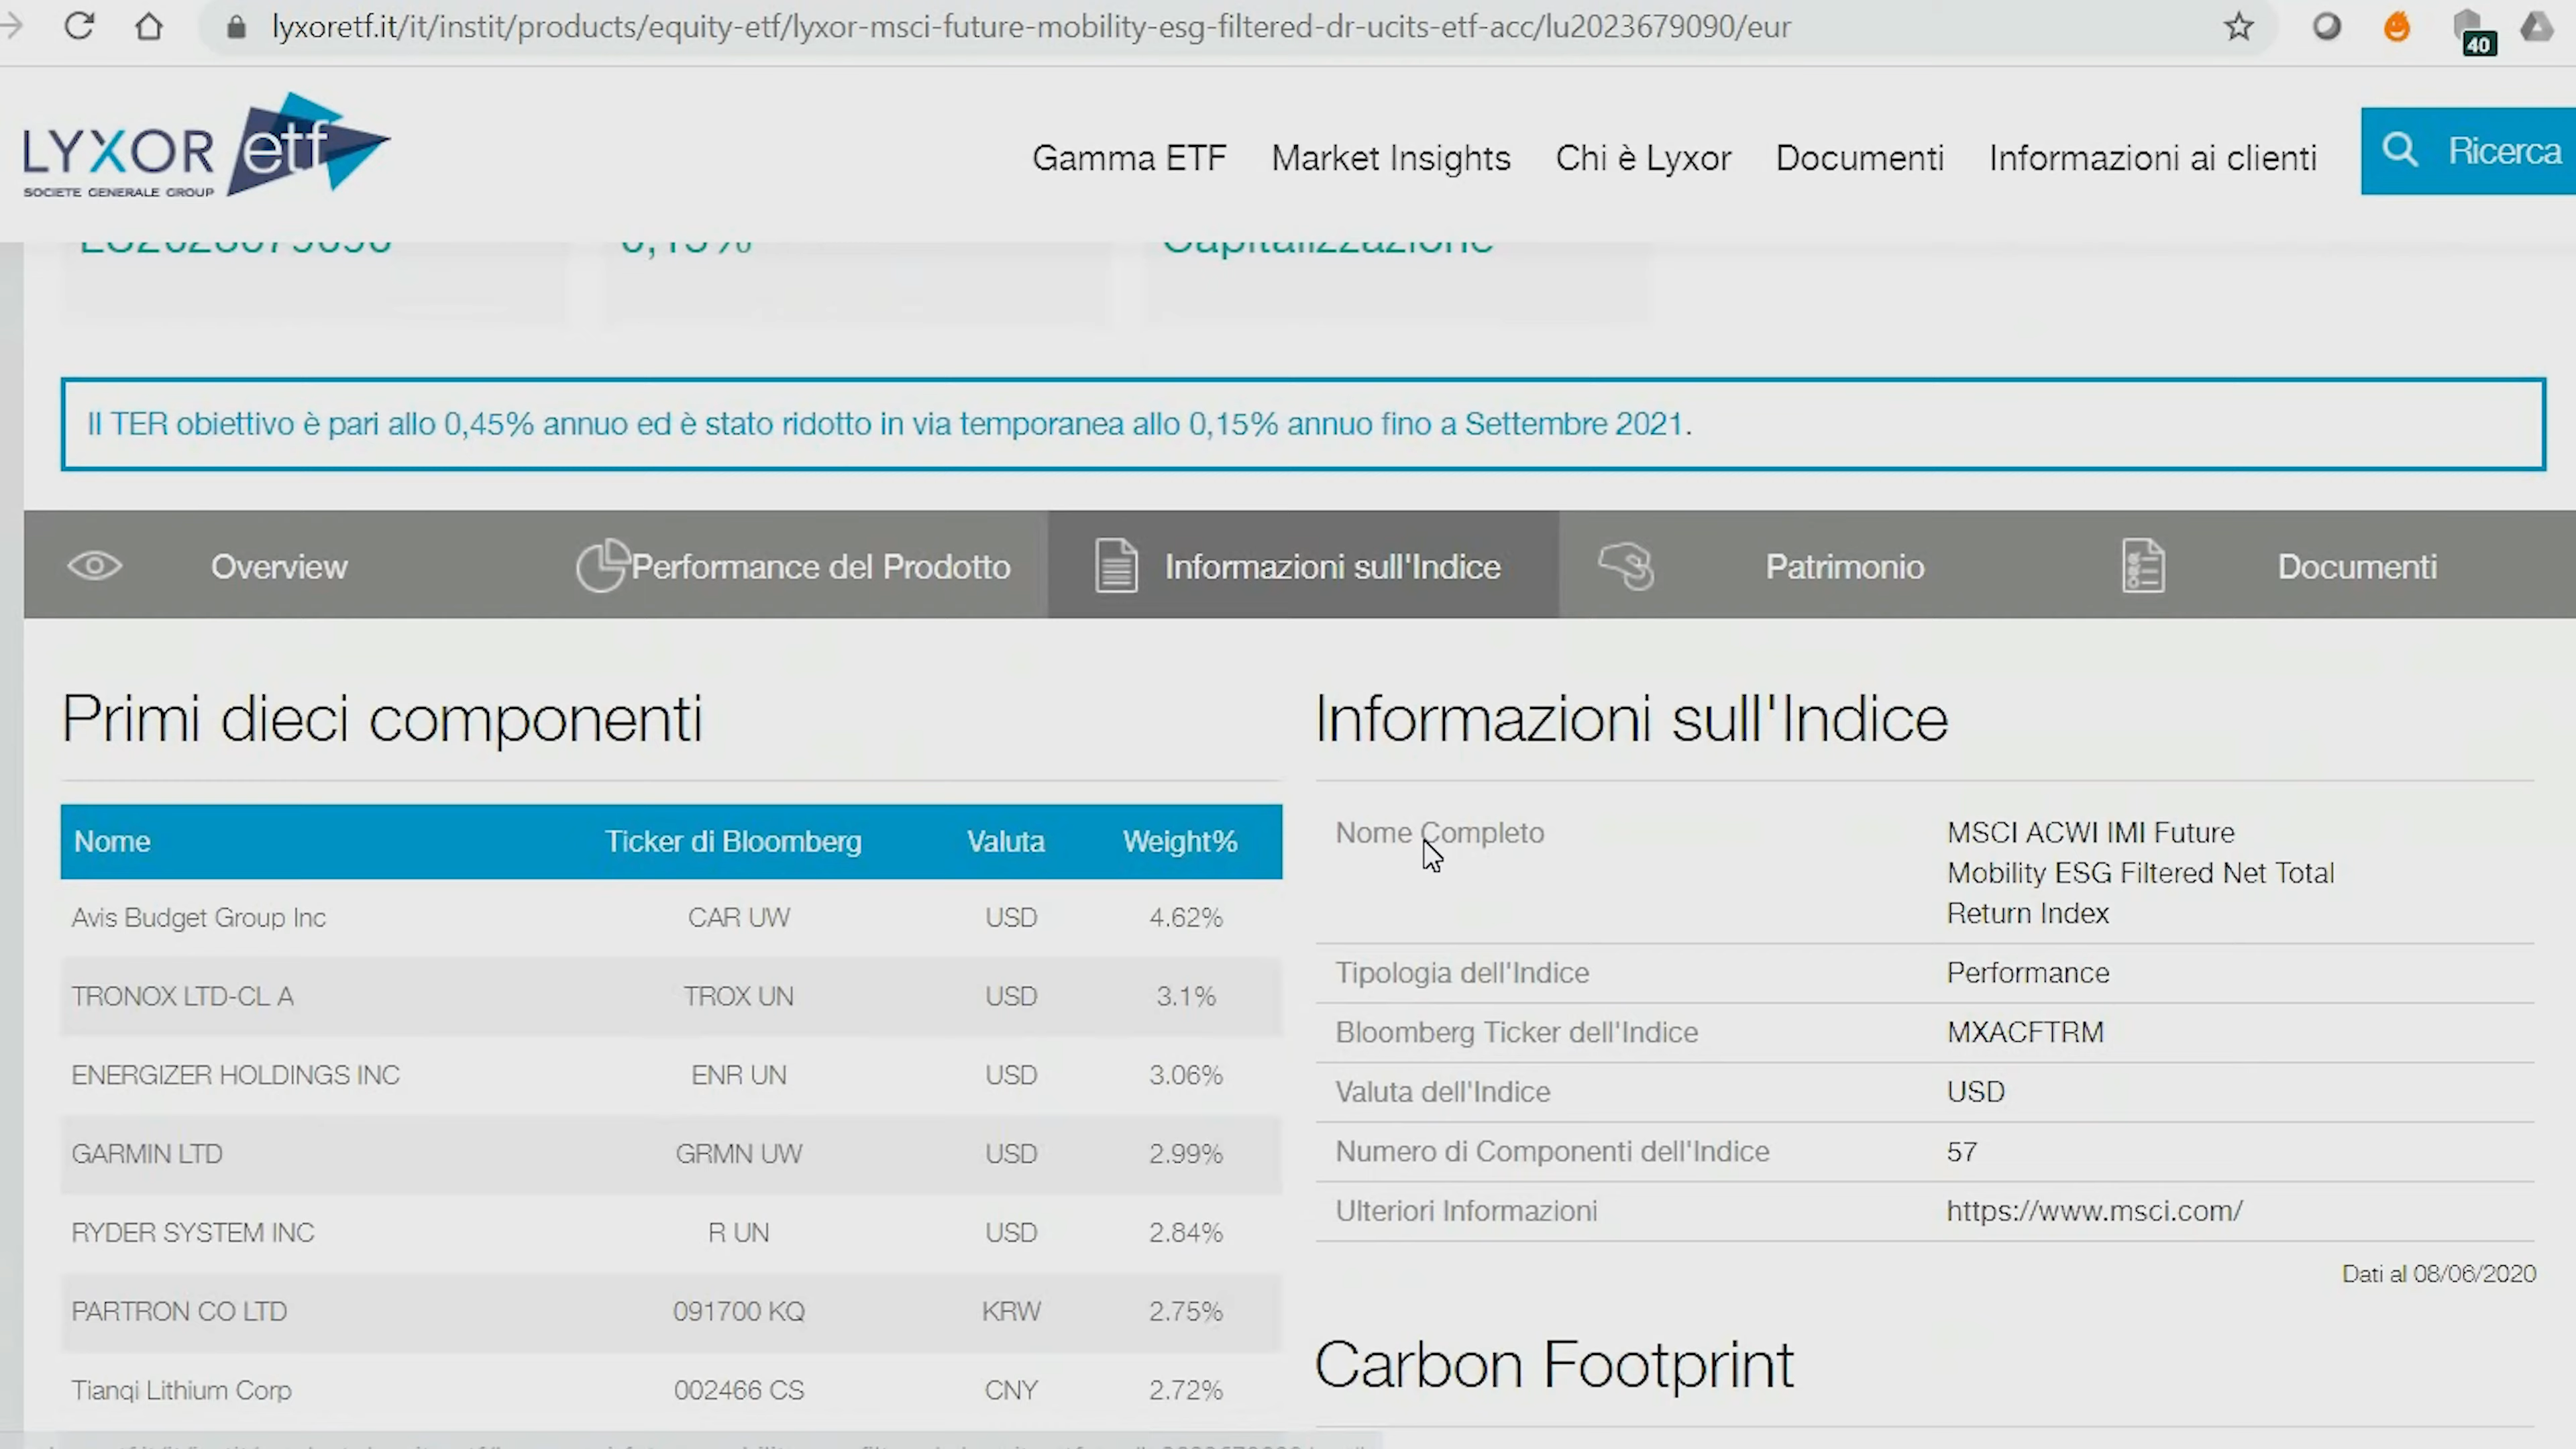 lyxoretf.it/it/instit/products/equity-etf/lyxor-msci-future-mobility-esg-filtered-dr-ucits-etf-acc/lu2023679090/eur
40
LYXOR etf
SOCIETE GENERALE GROUP
Gamma ETF Market Insights Chi è Lyxor Documenti Informazioni ai clienti Ricerca
LU2023679090 0,15% Capitalizzazione
Il TER obiettivo è pari allo 0,45% annuo ed è stato ridotto in via temporanea allo 0,15% annuo fino a Settembre 2021.
Overview Performance del Prodotto Informazioni sull'Indice Patrimonio Documenti
Primi dieci componenti
Nome Ticker di Bloomberg Valuta Weight%
Avis Budget Group Inc CAR UW USD 4.62%
TRONOX LTD-CL A TROX UN USD 3.1%
ENERGIZER HOLDINGS INC ENR UN USD 3.06%
GARMIN LTD GRMN UW USD 2.99%
RYDER SYSTEM INC R UN USD 2.84%
PARTRON CO LTD 091700 KQ KRW 2.75%
Tianqi Lithium Corp 002466 CS CNY 2.72%
Informazioni sull'Indice
Nome Completo MSCI ACWI IMI Future
Mobility ESG Filtered Net Total
Return Index
Tipologia dell'Indice Performance
Bloomberg Ticker dell'Indice MXACFTRM
Valuta dell'Indice USD
Numero di Componenti dell'Indice 57
Ulteriori Informazioni https://www.msci.com/
Dati al 08/06/2020
Carbon Footprint